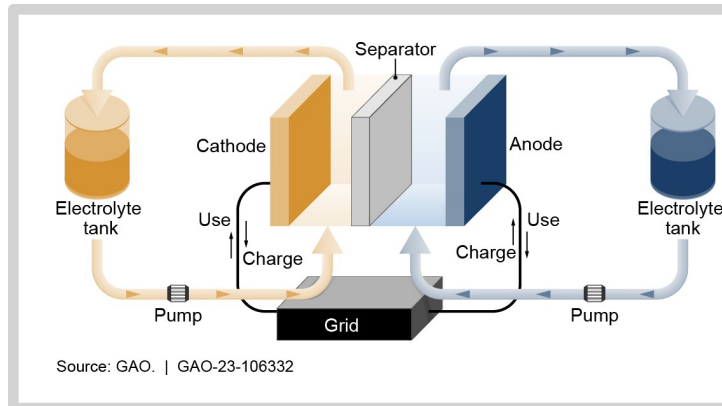 Separator
Cathode
Anode
Electrolyte
tank
Electrolyte
tank
Use
Charge
Use
Charge
Pump
Grid
Pump
Source: GAO. | GAO-23-106332